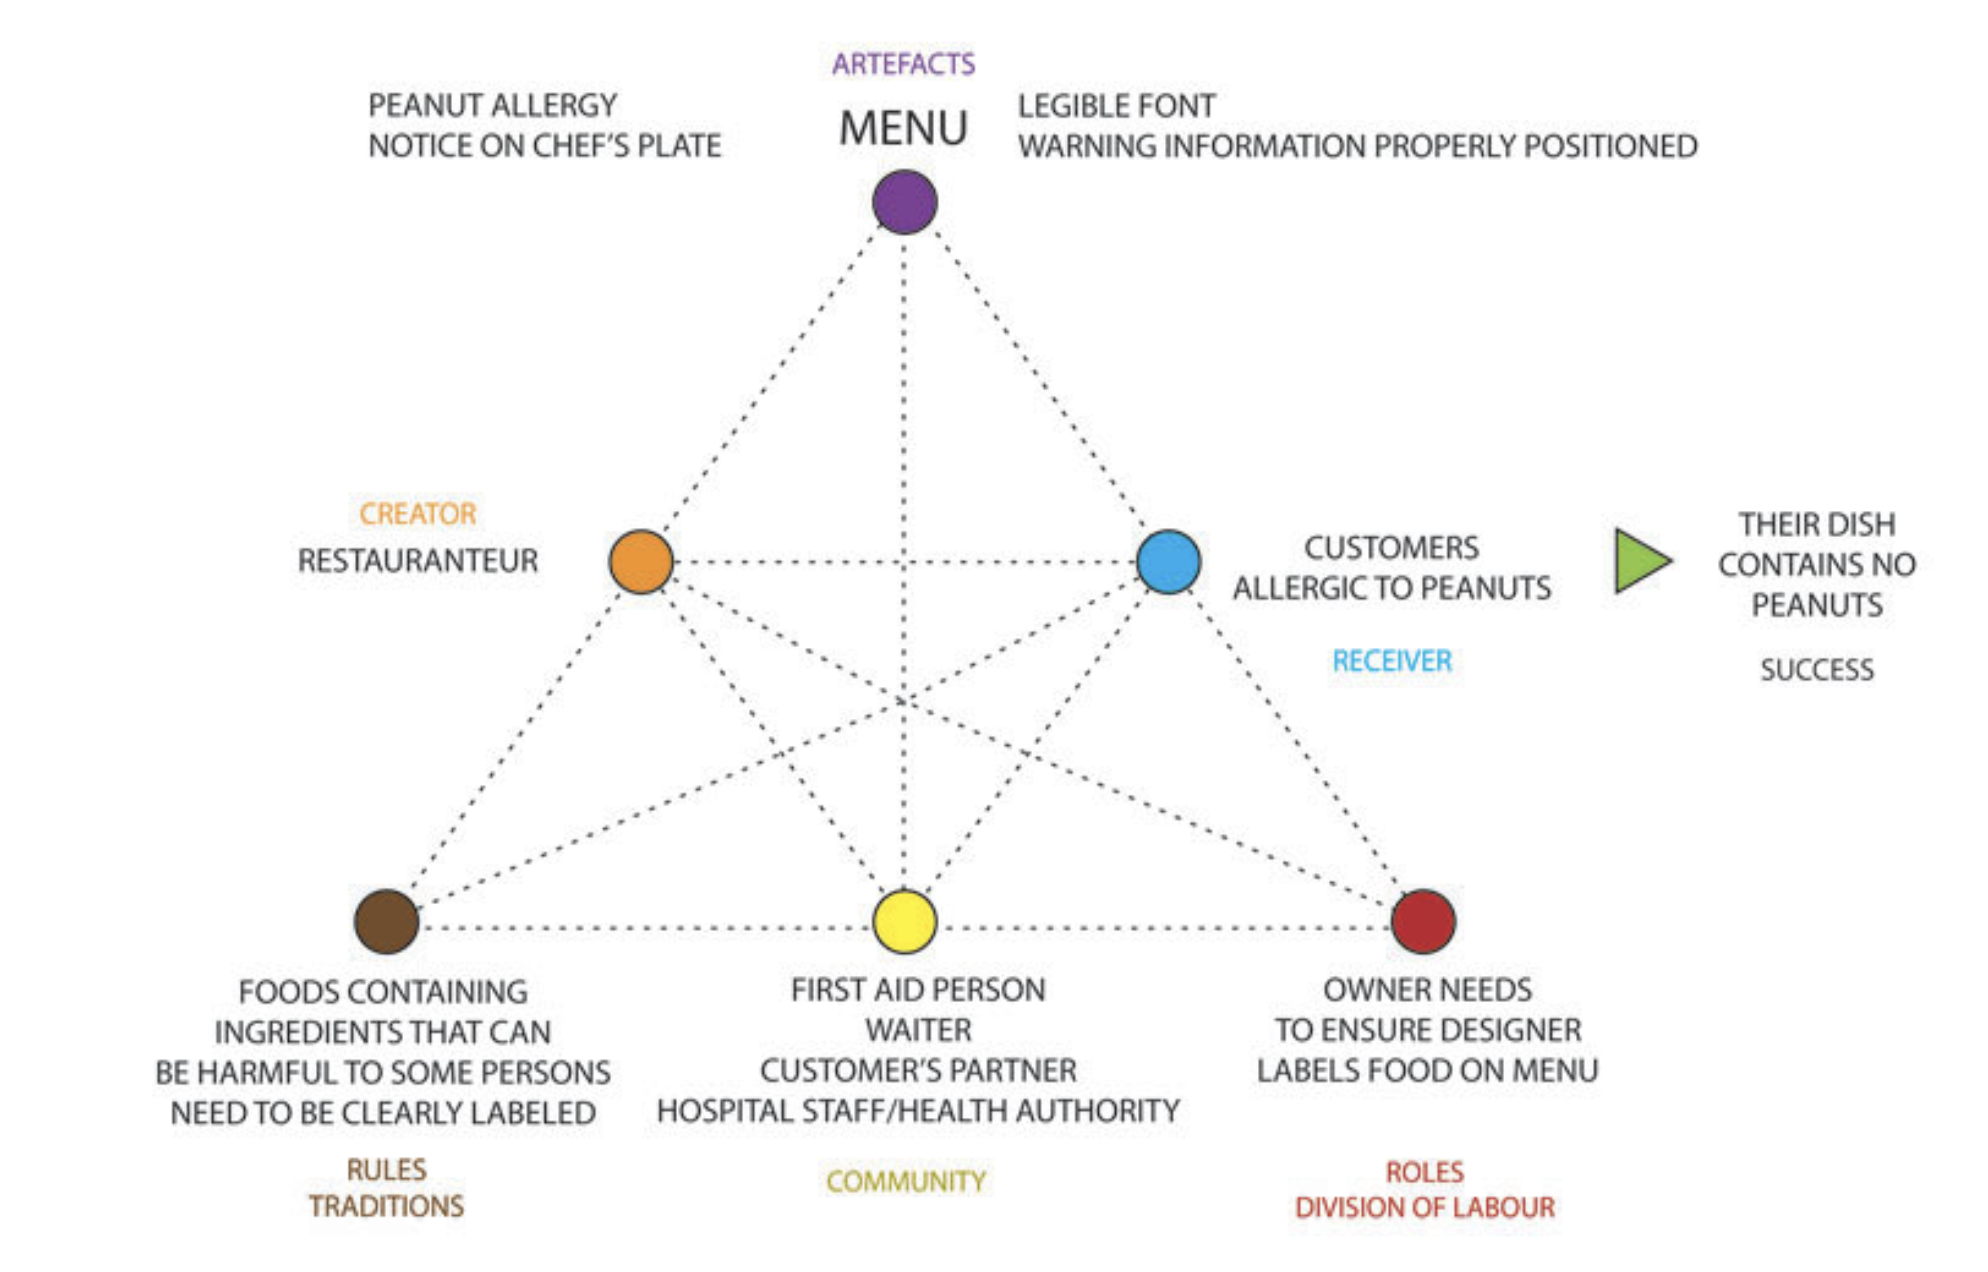 ARTEFACTS
PEANUT ALLERGY
NOTICE ON CHEF'S PLATE
MENU
LEGIBLE FONT
WARNING INFORMATION PROPERLY POSITIONED
CREATOR
RESTAURANTEUR
CUSTOMERS
ALLERGIC TO PEANUTS
RECEIVER
THEIR DISH
CONTAINS NO
PEANUTS
SUCCESS
FOODS CONTAINING
INGREDIENTS THAT CAN
BE HARMFUL TO SOME PERSONS
NEED TO BE CLEARLY LABELED
RULES
TRADITIONS
FIRST AID PERSON
WAITER
CUSTOMER'S PARTNER
HOSPITAL STAFF/HEALTH AUTHORITY
COMMUNITY
OWNER NEEDS
TO ENSURE DESIGNER
LABELS FOOD ON MENU
ROLES
DIVISION OF LABOUR